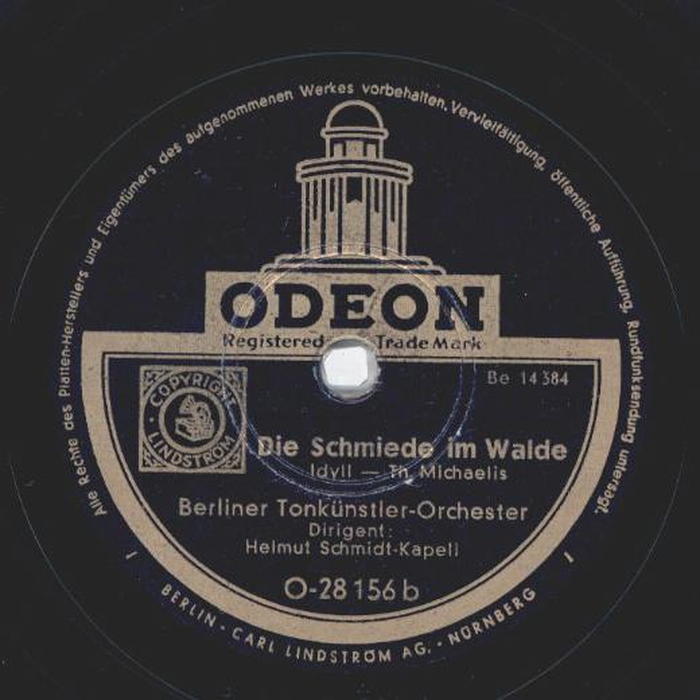 Alle Rechte des Platten-Herstellers und Eigentümers des aufgenommenen Werkes vorbehalten. Vervielfältigung, öffentliche Aufführung, Rundfunksendung untersagt.
ODEON
Registered Trade Mark
Be 14384
COPYRIGHT
LINDSTRÖM
Die Schmiede im Walde
Idyll — Th. Michaelis
Berliner Tonkünstler-Orchester
Dirigent:
Helmut Schmidt-Kapell
O-28156b
I BERLIN · CARL LINDSTRÖM AG. · NÜRNBERG I